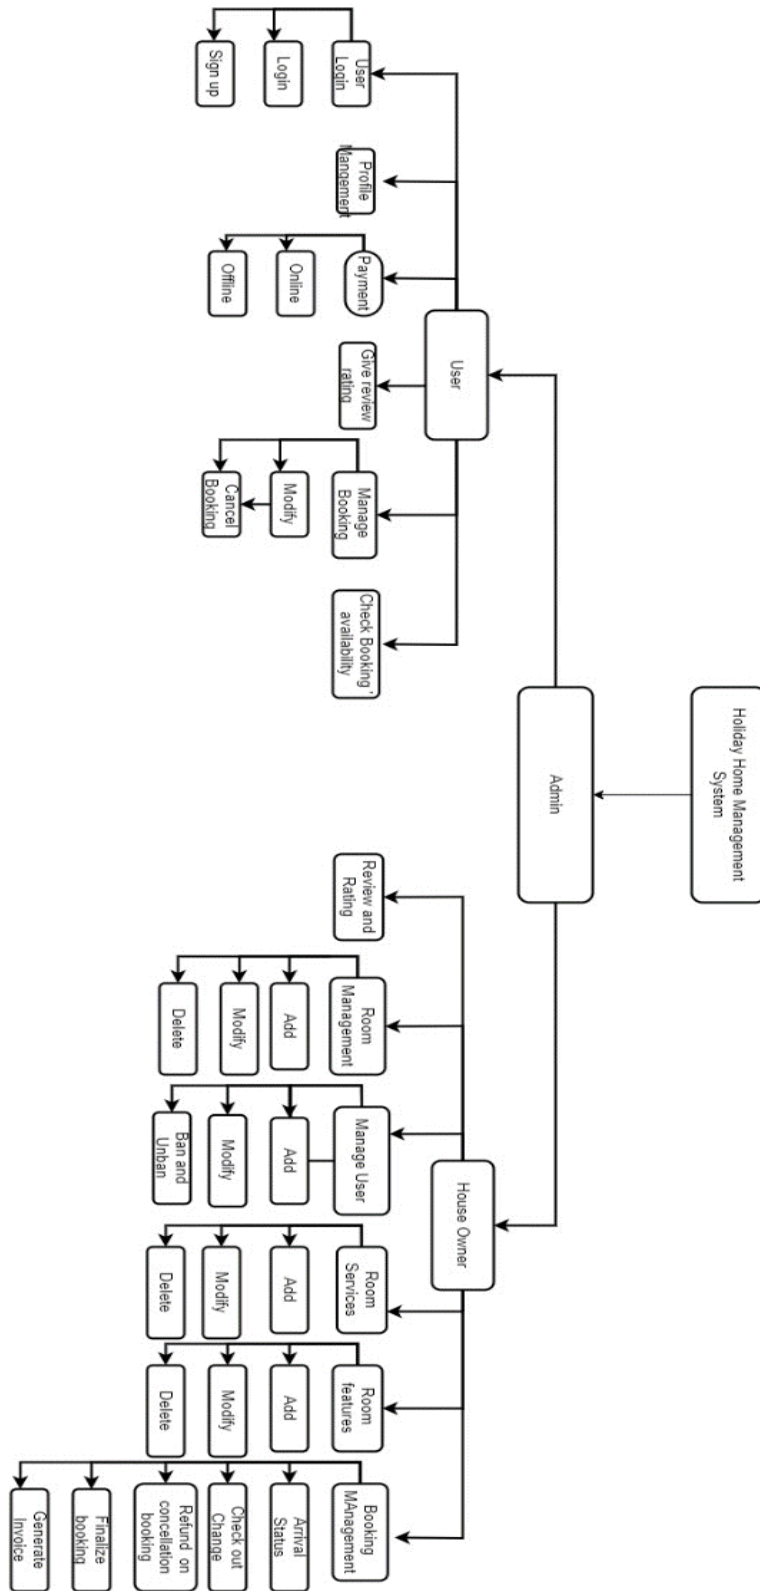 Holiday Home Management
System
Admin
User
House Owner
User
Login
Login
Sign up
Profile
Mangement
Payment
Online
Offline
Give review
rating
Manage
Booking
Modify
Cancel
Booking
Check Booking '
availability
Review and
Rating
Room
Management
Add
Modify
Delete
Manage User
Add
Modify
Ban and
Unban
Room
Services
Add
Modify
Delete
Room
features
Add
Modify
Delete
Booking
MAnagement
Arrival
Status
Check out
Change
Refund on
concellation
booking
Finalize
booking
Generate
Invoice